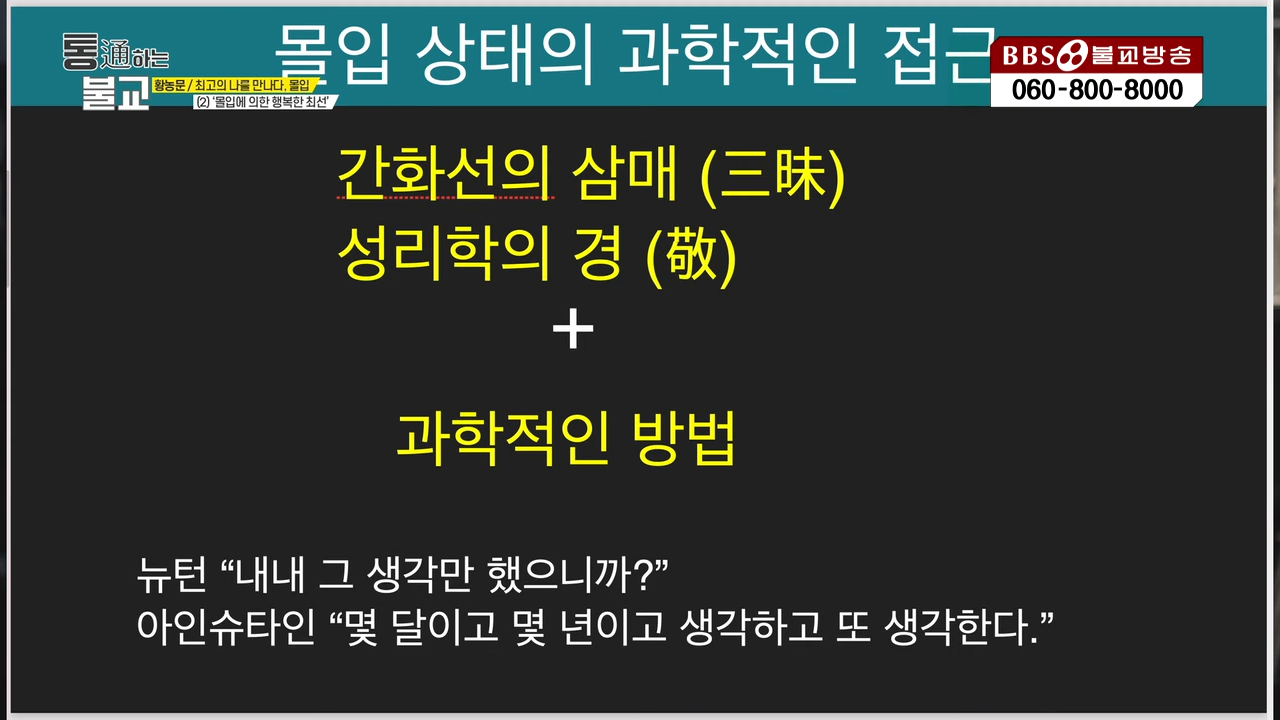 몰입 상태의 과학적인 접근
통通하는
불교
황농문 / 최고의 나를 만나다, 몰입
(2) '몰입에 의한 행복한 최선'
BBS 불교방송
060-800-8000
간화선의 삼매 (三昧)
성리학의 경 (敬)
+
과학적인 방법
뉴턴 “내내 그 생각만 했으니까?”
아인슈타인 “몇 달이고 몇 년이고 생각하고 또 생각한다.”